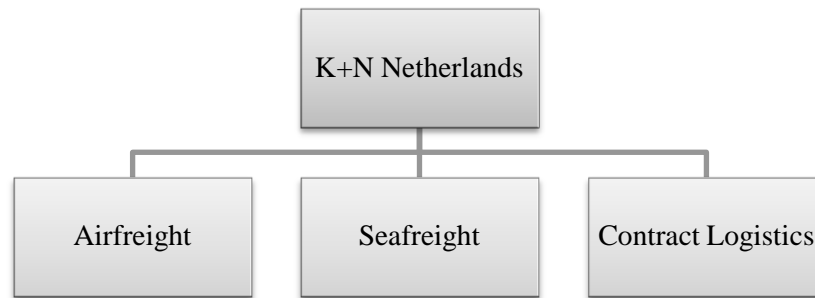 K+N Netherlands
Airfreight
Seafreight
Contract Logistics